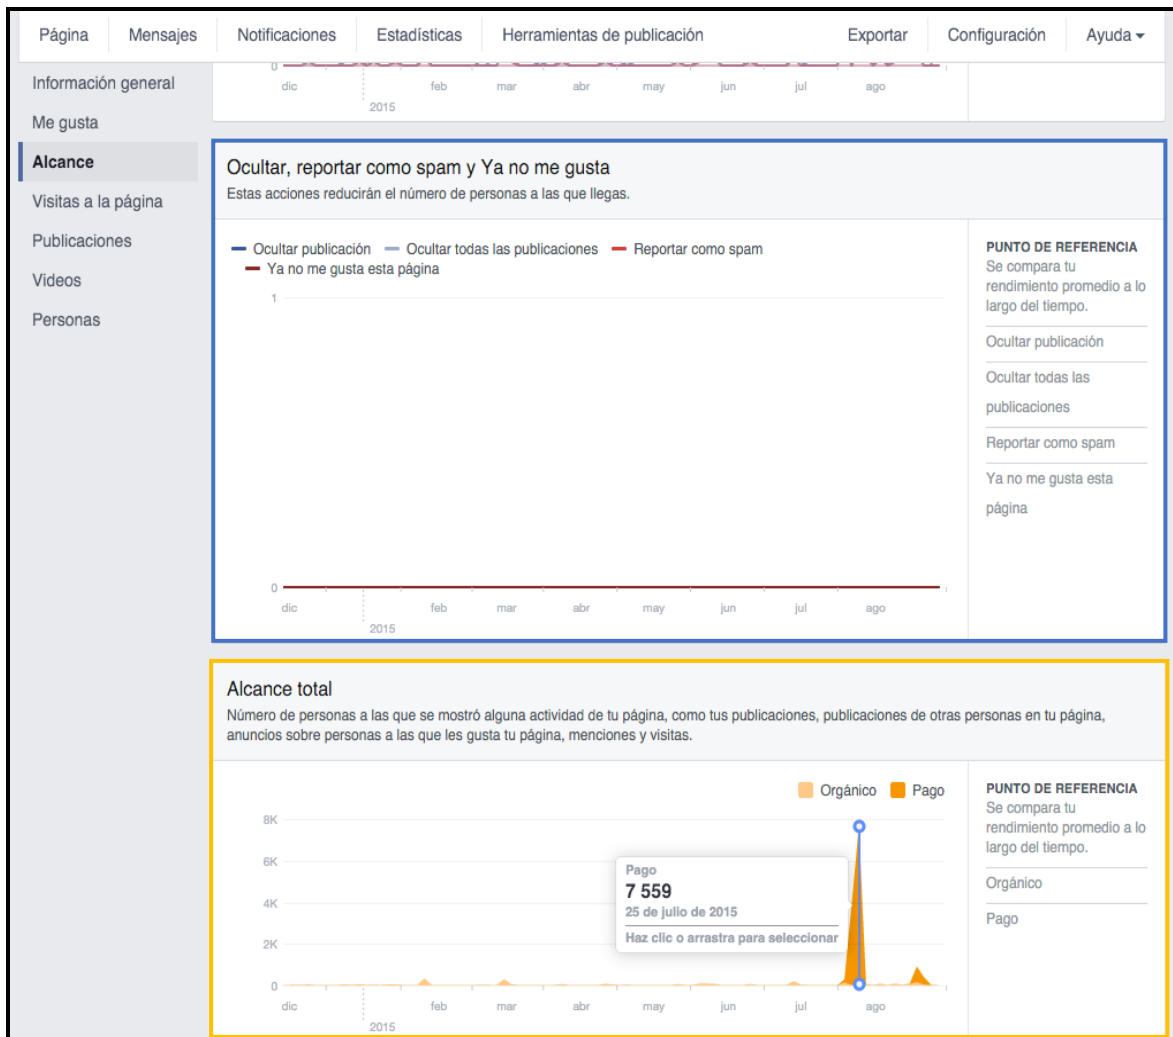 Página Mensajes Notificaciones Estadísticas Herramientas de publicación Exportar Configuración Ayuda
Información general
Me gusta
Alcance
Visitas a la página
Publicaciones
Videos
Personas
0
dic feb mar abr may jun jul ago
2015
Ocultar, reportar como spam y Ya no me gusta
Estas acciones reducirán el número de personas a las que llegas.
Ocultar publicación Ocultar todas las publicaciones Reportar como spam
Ya no me gusta esta página
1
0
dic feb mar abr may jun jul ago
2015
PUNTO DE REFERENCIA
Se compara tu
rendimiento promedio a lo
largo del tiempo.
Ocultar publicación
Ocultar todas las
publicaciones
Reportar como spam
Ya no me gusta esta
página
Alcance total
Número de personas a las que se mostró alguna actividad de tu página, como tus publicaciones, publicaciones de otras personas en tu página,
anuncios sobre personas a las que les gusta tu página, menciones y visitas.
Orgánico Pago
8K
6K
4K
2K
0
Pago
7 559
25 de julio de 2015
Haz clic o arrastra para seleccionar
dic feb mar abr may jun jul ago
2015
PUNTO DE REFERENCIA
Se compara tu
rendimiento promedio a lo
largo del tiempo.
Orgánico
Pago